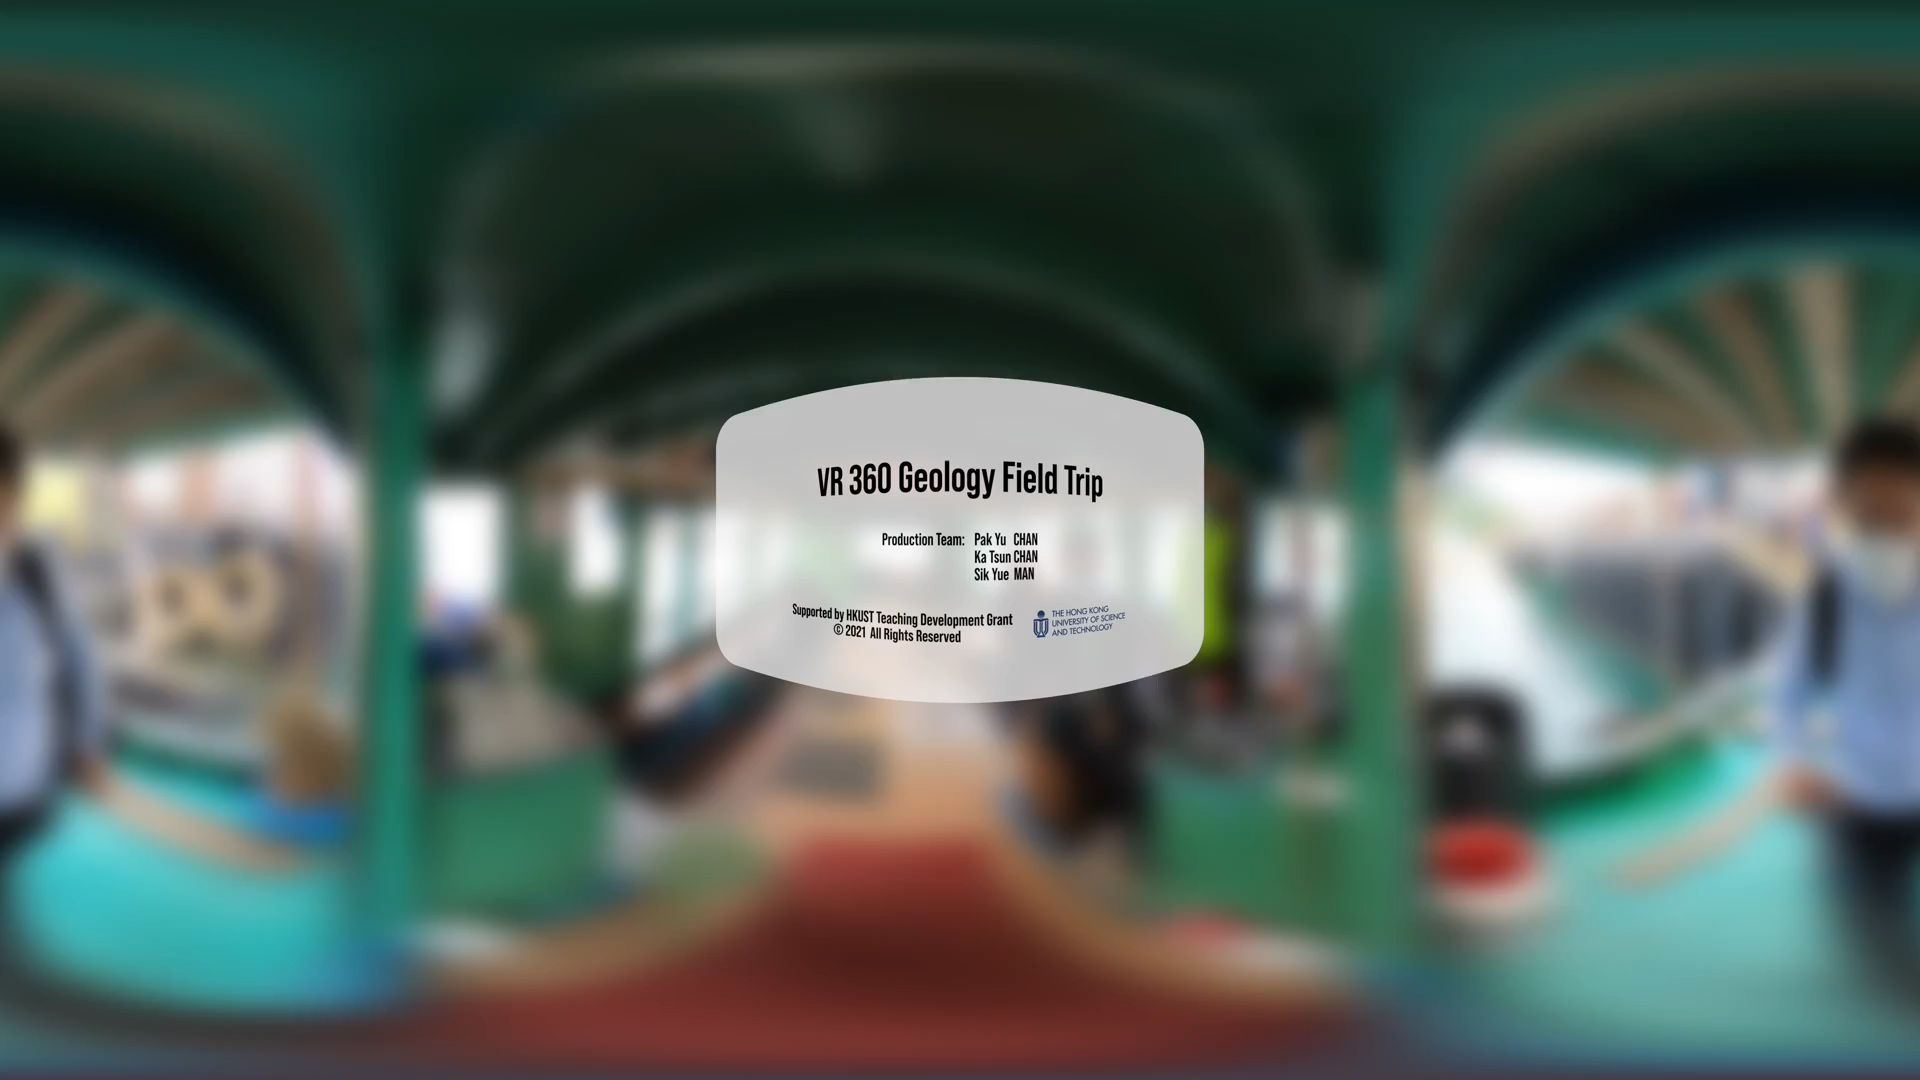 VR 360 Geology Field Trip
Production Team: Pak Yu CHAN
Ka Tsun CHAN
Sik Yue MAN
Supported by HKUST Teaching Development Grant
© 2021 All Rights Reserved
THE HONG KONG
UNIVERSITY OF SCIENCE
AND TECHNOLOGY